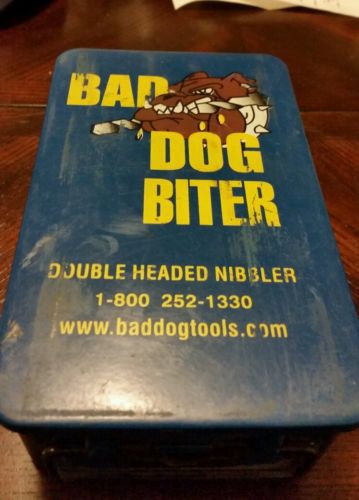 BAD
DOG
BITER
DOUBLE HEADED NIBBLER
1-800 252-1330
www.baddogtools.com